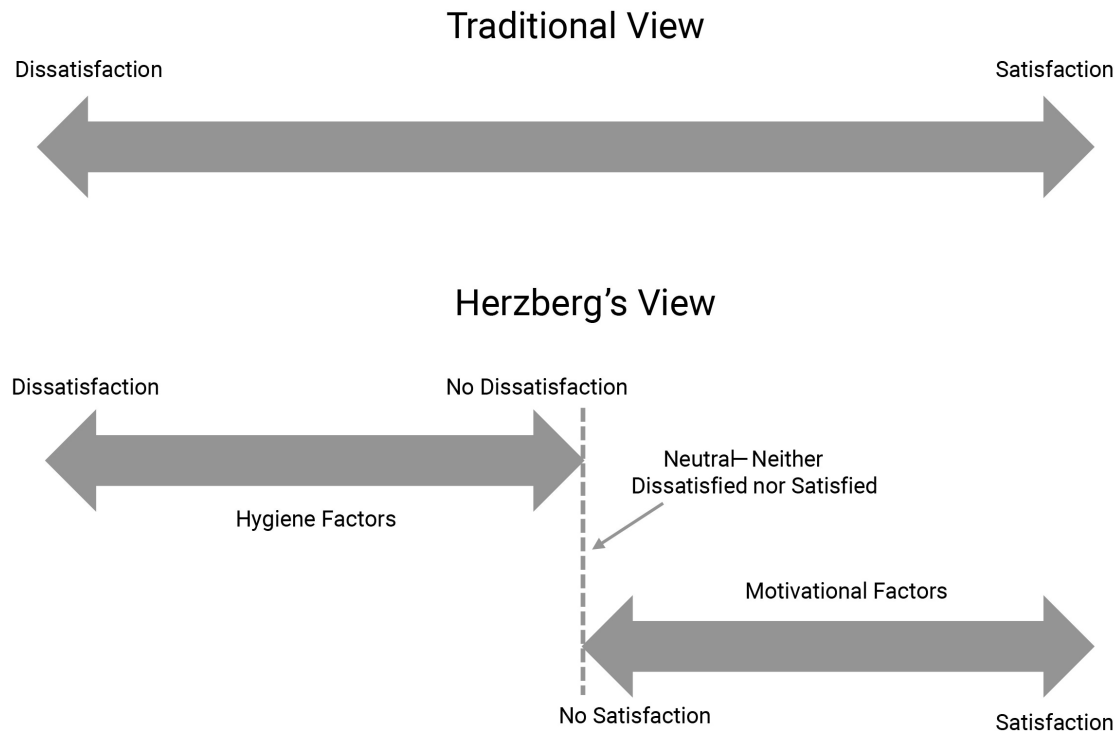 Traditional View
Dissatisfaction
Satisfaction
Herzberg’s View
Dissatisfaction
No Dissatisfaction
Neutral–Neither
Dissatisfied nor Satisfied
Hygiene Factors
Motivational Factors
No Satisfaction
Satisfaction